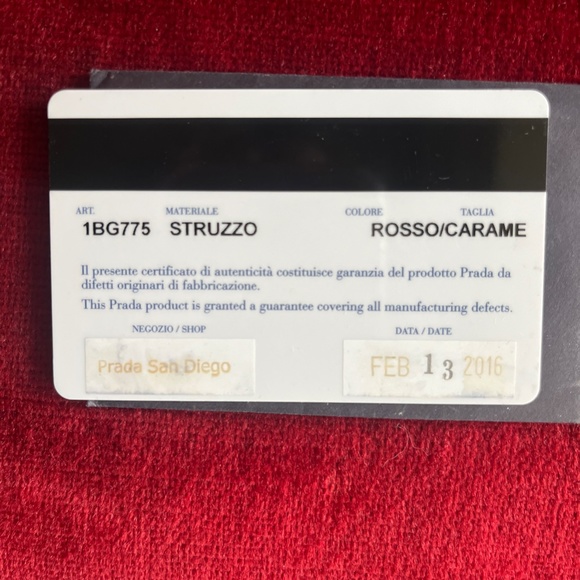 ART. MATERIALE COLORE TAGLIA
1BG775 STRUZZO ROSSO/CARAME
Il presente certificato di autenticità costituisce garanzia del prodotto Prada da
difetti originari di fabbricazione.
This Prada product is granted a guarantee covering all manufacturing defects.
NEGOZIO / SHOP DATA / DATE
Prada San Diego FEB 13 2016